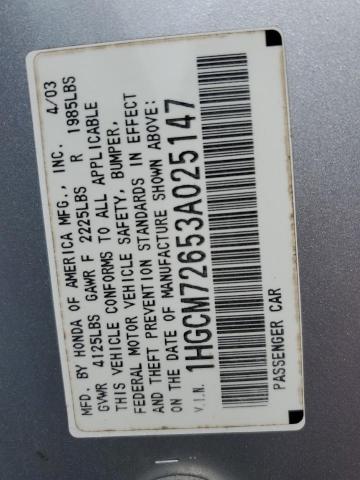 MFD. BY HONDA OF AMERICA MFG., INC. 4/03
GVWR 4125LBS GAWR F 2225LBS R 1985LBS
THIS VEHICLE CONFORMS TO ALL APPLICABLE
FEDERAL MOTOR VEHICLE SAFETY, BUMPER,
AND THEFT PREVENTION STANDARDS IN EFFECT
ON THE DATE OF MANUFACTURE SHOWN ABOVE:
V.I.N. 1HGCM72653A025147
PASSENGER CAR